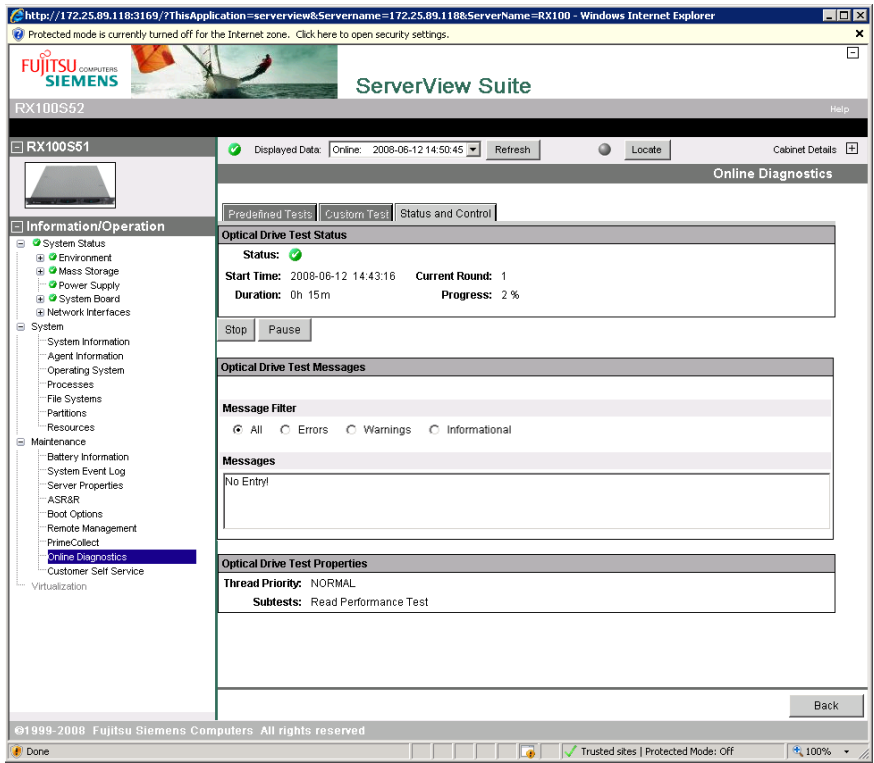 http://172.25.89.118:3169/?ThisApplication=serverview&Servername=172.25.89.118&ServerName=RX100 - Windows Internet Explorer
Protected mode is currently turned off for the Internet zone. Click here to open security settings.
FUJITSU COMPUTERS
SIEMENS
ServerView Suite
RX100S52
Help
RX100S51
Displayed Data: Online: 2008-06-12 14:50:45 Refresh Locate Cabinet Details
Online Diagnostics
Predefined Tests Custom Test Status and Control
Information/Operation
System Status
Environment
Mass Storage
Power Supply
System Board
Network Interfaces
System
System Information
Agent Information
Operating System
Processes
File Systems
Partitions
Resources
Maintenance
Battery Information
System Event Log
Server Properties
ASR&R
Boot Options
Remote Management
PrimeCollect
Online Diagnostics
Customer Self Service
Virtualization
Optical Drive Test Status
Status:
Start Time: 2008-06-12 14:43:16 Current Round: 1
Duration: 0h 15m Progress: 2 %
Stop Pause
Optical Drive Test Messages
Message Filter
All Errors Warnings Informational
Messages
No Entry!
Optical Drive Test Properties
Thread Priority: NORMAL
Subtests: Read Performance Test
Back
©1999-2008 Fujitsu Siemens Computers All rights reserved
Done
Trusted sites | Protected Mode: Off
100%